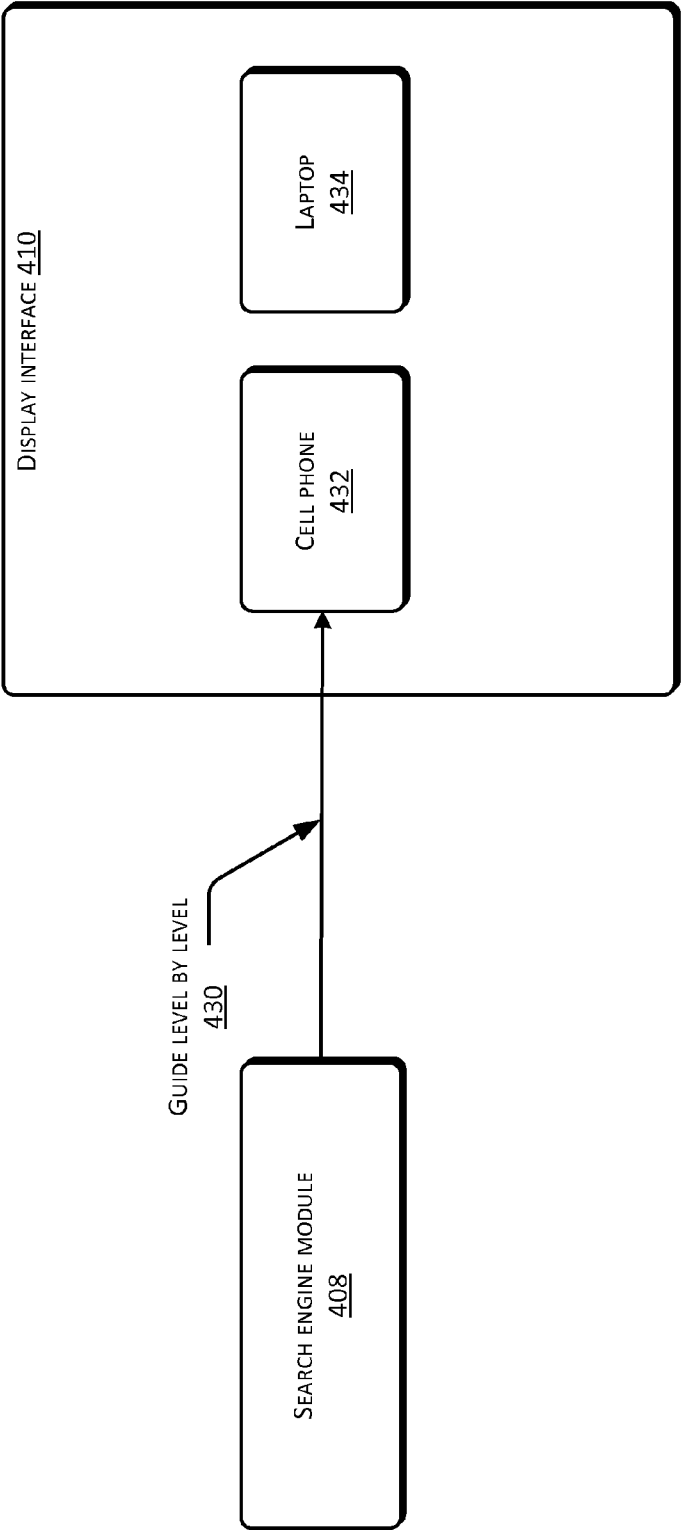 DISPLAY INTERFACE 410
LAPTOP
434
CELL PHONE
432
GUIDE LEVEL BY LEVEL
430
SEARCH ENGINE MODULE
408